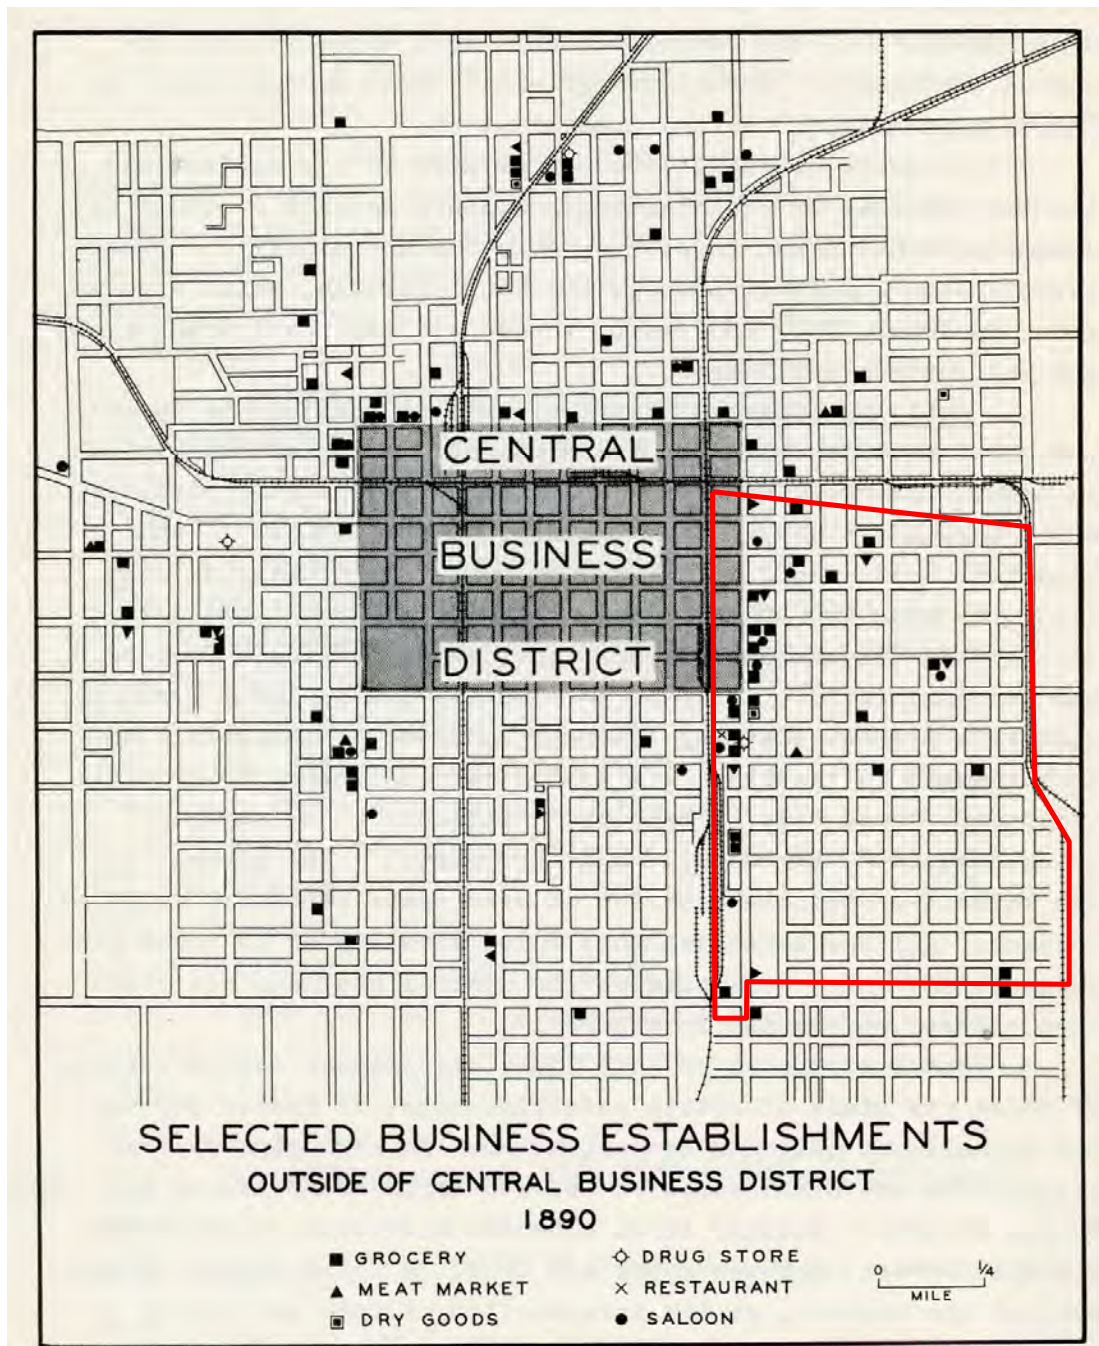 CENTRAL
BUSINESS
DISTRICT
SELECTED BUSINESS ESTABLISHMENTS
OUTSIDE OF CENTRAL BUSINESS DISTRICT
1890
GROCERY
MEAT MARKET
DRY GOODS
DRUG STORE
RESTAURANT
SALOON
0 1/4
MILE